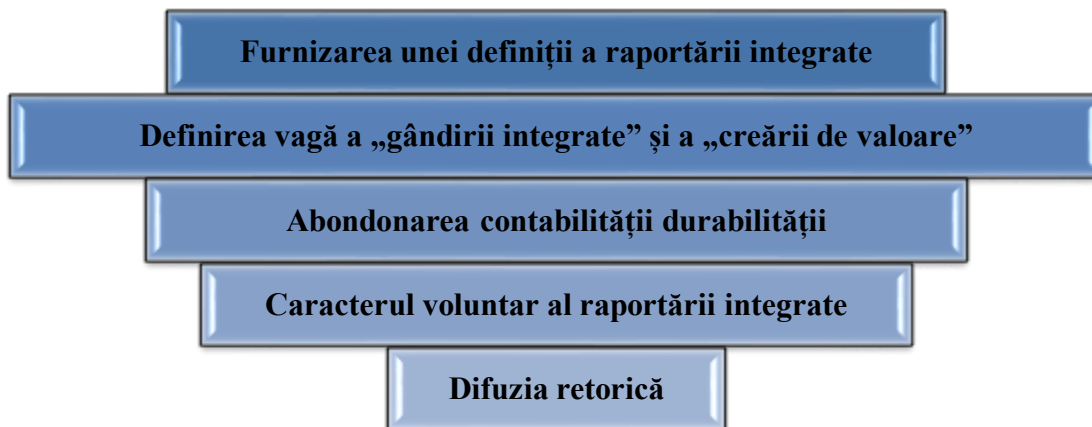 Furnizarea unei definiții a raportării integrate
Definirea vagă a „gândirii integrate” și a „creării de valoare”
Abondonarea contabilității durabilității
Caracterul voluntar al raportării integrate
Difuzia retorică